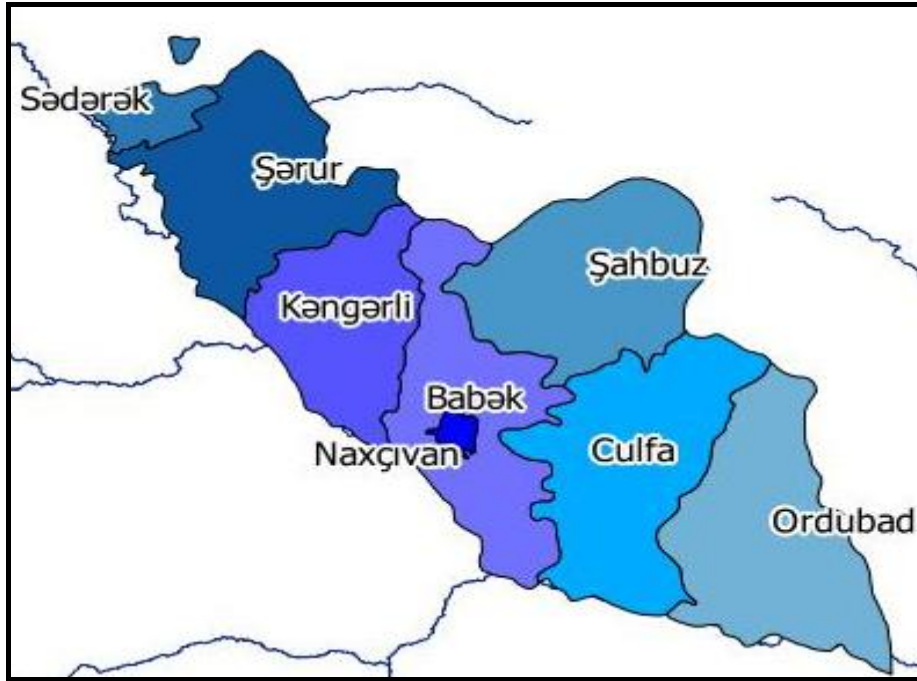 Sədərək
Şərur
Şahbuz
Kəngərli
Babək
Naxçıvan
Culfa
Ordubad